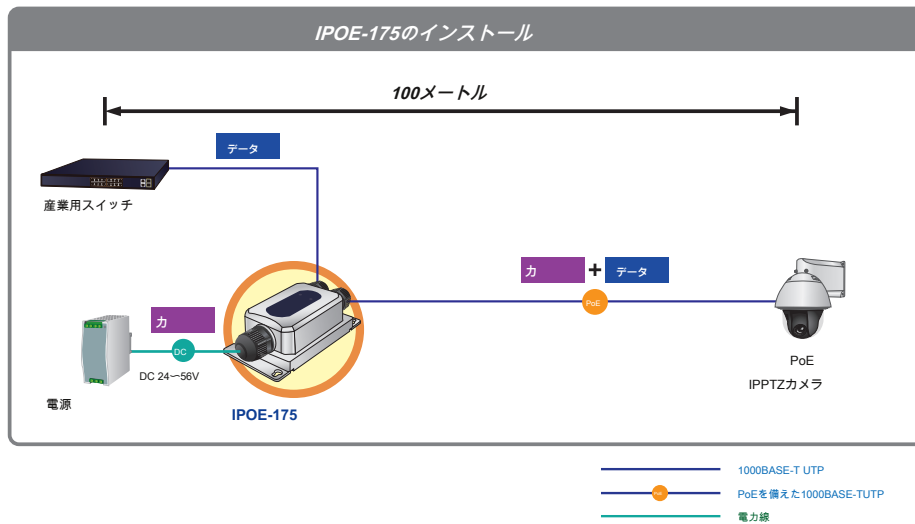 IPOE-175のインストール
100メートル
データ
産業用スイッチ
力
+
データ
PoE
力
DC
DC 24〜56V
電源
IPOE-175
PoE
IPPTZカメラ
1000BASE-T UTP
PoEを備えた1000BASE-TUTP
電力線